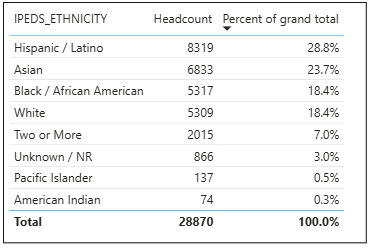 IPEDS_ETHNICITY Headcount Percent of grand total
Hispanic / Latino 8319 28.8%
Asian 6833 23.7%
Black / African American 5317 18.4%
White 5309 18.4%
Two or More 2015 7.0%
Unknown / NR 866 3.0%
Pacific Islander 137 0.5%
American Indian 74 0.3%
Total 28870 100.0%